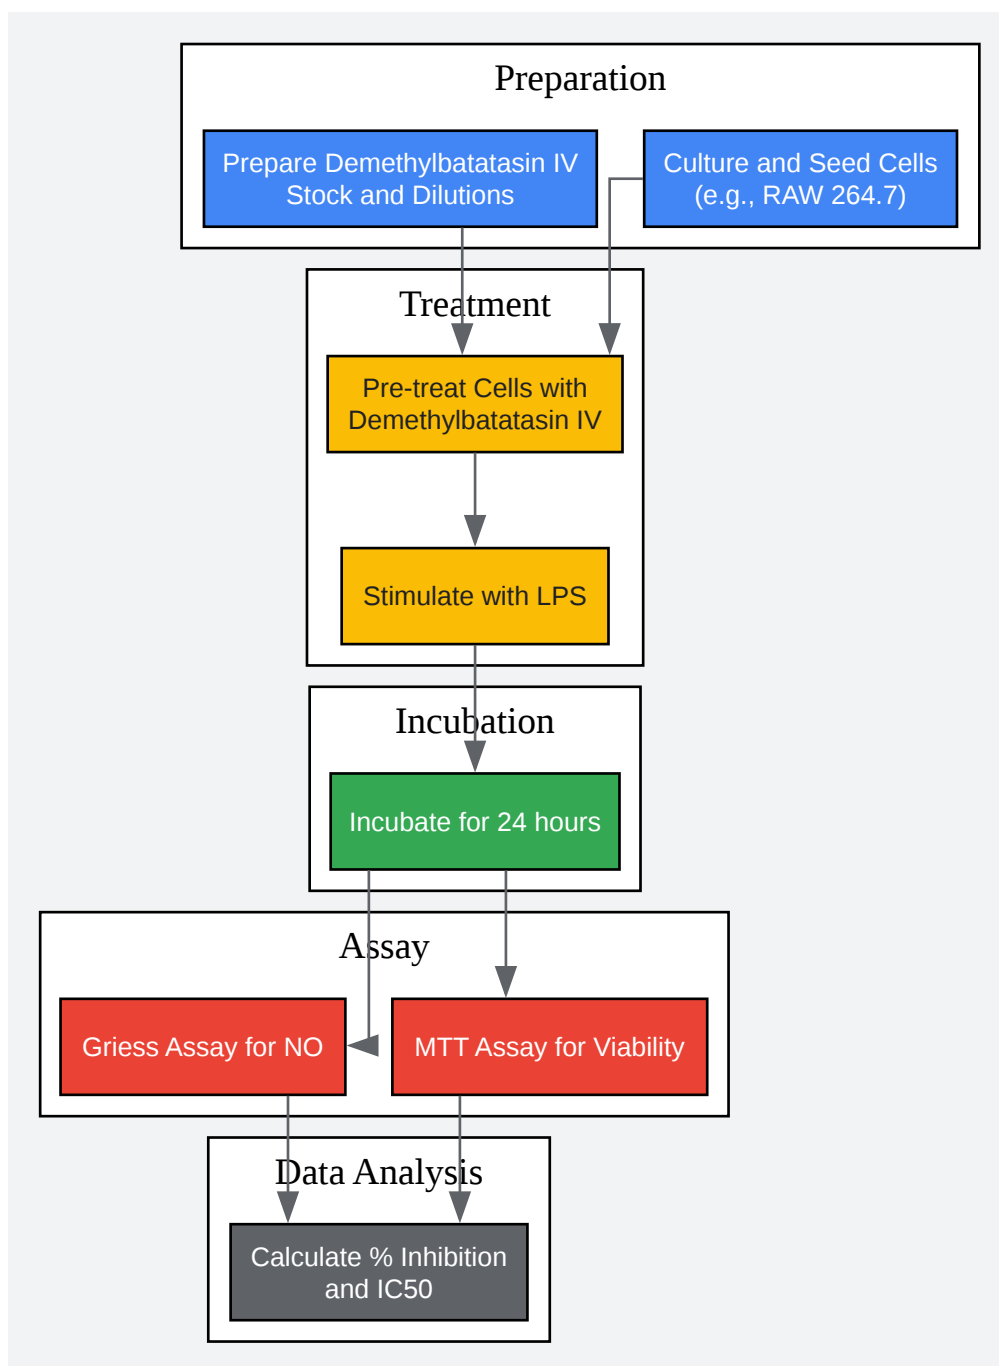 Preparation
Prepare Demethylbatatasin IV
Stock and Dilutions
Culture and Seed Cells
(e.g., RAW 264.7)
Treatment
Pre-treat Cells with
Demethylbatatasin IV
Stimulate with LPS
Incubation
Incubate for 24 hours
Assay
Griess Assay for NO
MTT Assay for Viability
Data Analysis
Calculate % Inhibition
and IC50